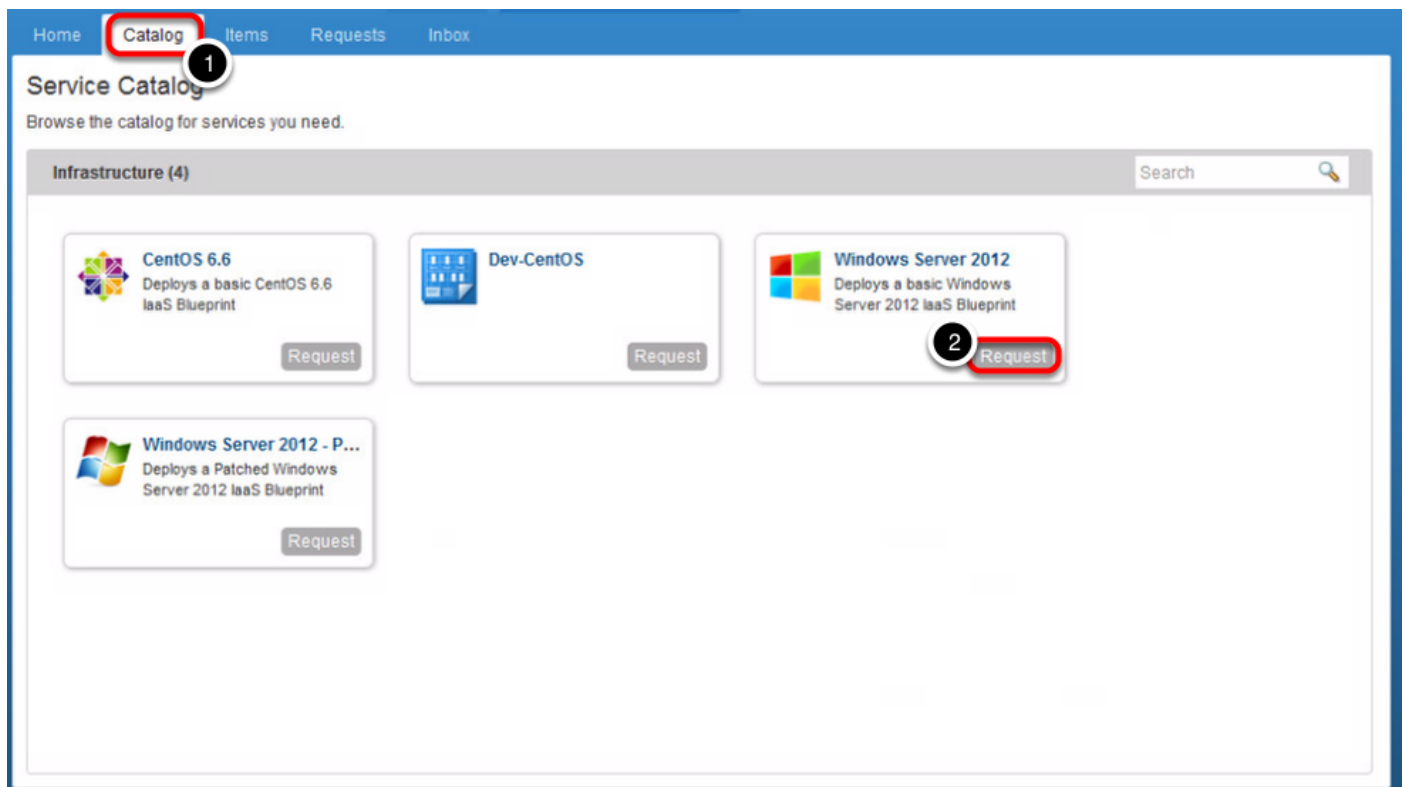 Home Catalog Items Requests Inbox
1
Service Catalog
Browse the catalog for services you need.
Infrastructure (4) Search
CentOS 6.6
Deploys a basic CentOS 6.6
IaaS Blueprint
Request
Dev-CentOS
Request
Windows Server 2012
Deploys a basic Windows
Server 2012 IaaS Blueprint
2
Request
Windows Server 2012 - P...
Deploys a Patched Windows
Server 2012 IaaS Blueprint
Request